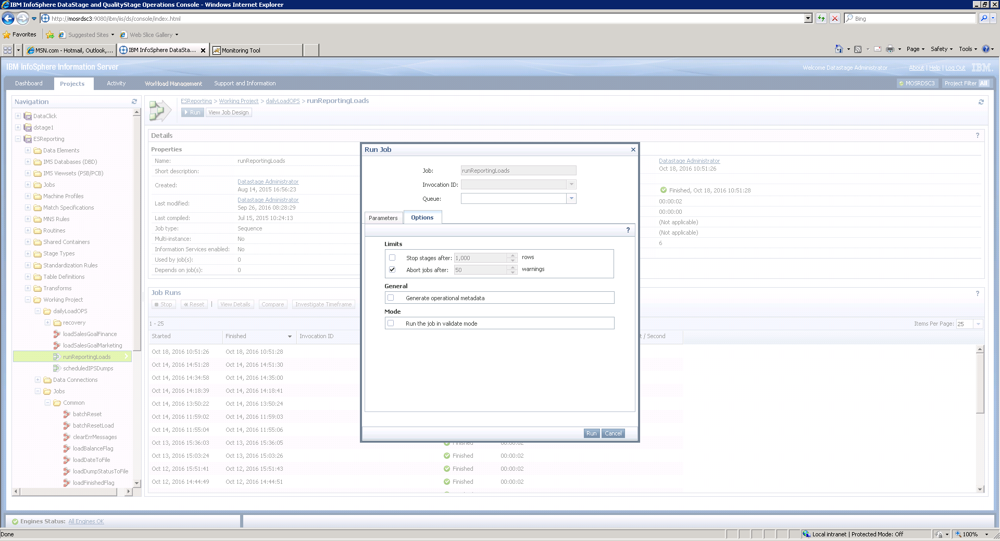 IBM InfoSphere DataStage and QualityStage Operations Console - Windows Internet Explorer
http://mosrdsc3:9080/ibm/iis/ds/console/index.html
Bing
Favorites
Suggested Sites
Web Slice Gallery
MSN.com - Hotmail, Outlook,...
IBM InfoSphere DataSta...
Monitoring Tool
Page
Safety
Tools
IBM InfoSphere Information Server
Welcome Datastage Administrator
About | Help | Log Out
IBM.
Dashboard
Projects
Activity
Workload Management
Support and Information
MOSRDSC3
Project Filter All
Navigation
DataClick
dstage1
ESReporting
Data Elements
IMS Databases (DBD)
IMS Viewsets (PSB/PCB)
Jobs
Machine Profiles
Match Specifications
MNS Rules
Routines
Shared Containers
Stage Types
Standardization Rules
Table Definitions
Transforms
Working Project
dailyLoadOPS
recovery
loadSalesGoalFinance
loadSalesGoalMarketing
runReportingLoads
scheduledIPSDumps
Data Connections
Jobs
Common
batchReset
batchResetLoad
clearErrMessages
loadBalanceFlag
loadDateToFile
loadDumpStatusToFile
loadFinishedFlag
ESReporting > Working Project > dailyLoadOPS > runReportingLoads
Run
View Job Design
Details
?
Properties
Name: runReportingLoads
Short description:
Created: Datastage Administrator
Aug 14, 2015 16:56:23
Last modified: Datastage Administrator
Sep 26, 2016 08:28:29
Last compiled: Jul 15, 2015 10:24:13
Job type: Sequence
Multi-instance: No
Information Services enabled: No
Used by job(s): 0
Depends on job(s): 0
Datastage Administrator
Oct 18, 2016 10:51:26
Finished, Oct 18, 2016 10:51:28
00:00:02
00:00:00
(Not applicable)
(Not applicable)
6
Run Job
Job: runReportingLoads
Invocation ID:
Queue:
Parameters
Options
?
Limits
Stop stages after: 1,000 rows
Abort jobs after: 50 warnings
General
Generate operational metadata
Mode
Run the job in validate mode
Run
Cancel
Job Runs
?
Stop
Reset
|
View Details
Compare
Investigate Timeframe
1 - 25
Items Per Page: 25
Started Finished Invocation ID / Second
Oct 18, 2016 10:51:26 Oct 18, 2016 10:51:28
Oct 14, 2016 14:51:28 Oct 14, 2016 14:51:30
Oct 14, 2016 14:34:58 Oct 14, 2016 14:35:00
Oct 14, 2016 14:18:39 Oct 14, 2016 14:18:41
Oct 14, 2016 13:50:22 Oct 14, 2016 13:50:24
Oct 14, 2016 11:59:02 Oct 14, 2016 11:59:03
Oct 14, 2016 11:55:04 Oct 14, 2016 11:55:06
Oct 13, 2016 15:36:03 Oct 13, 2016 15:36:05 Finished 00:00:02
Oct 13, 2016 15:03:24 Oct 13, 2016 15:03:26 Finished 00:00:02
Oct 12, 2016 15:51:41 Oct 12, 2016 15:51:43 Finished 00:00:02
Oct 12, 2016 14:44:49 Oct 12, 2016 14:44:51 Finished 00:00:02
Engines Status: All Engines OK
Done
Local intranet | Protected Mode: Off
100%